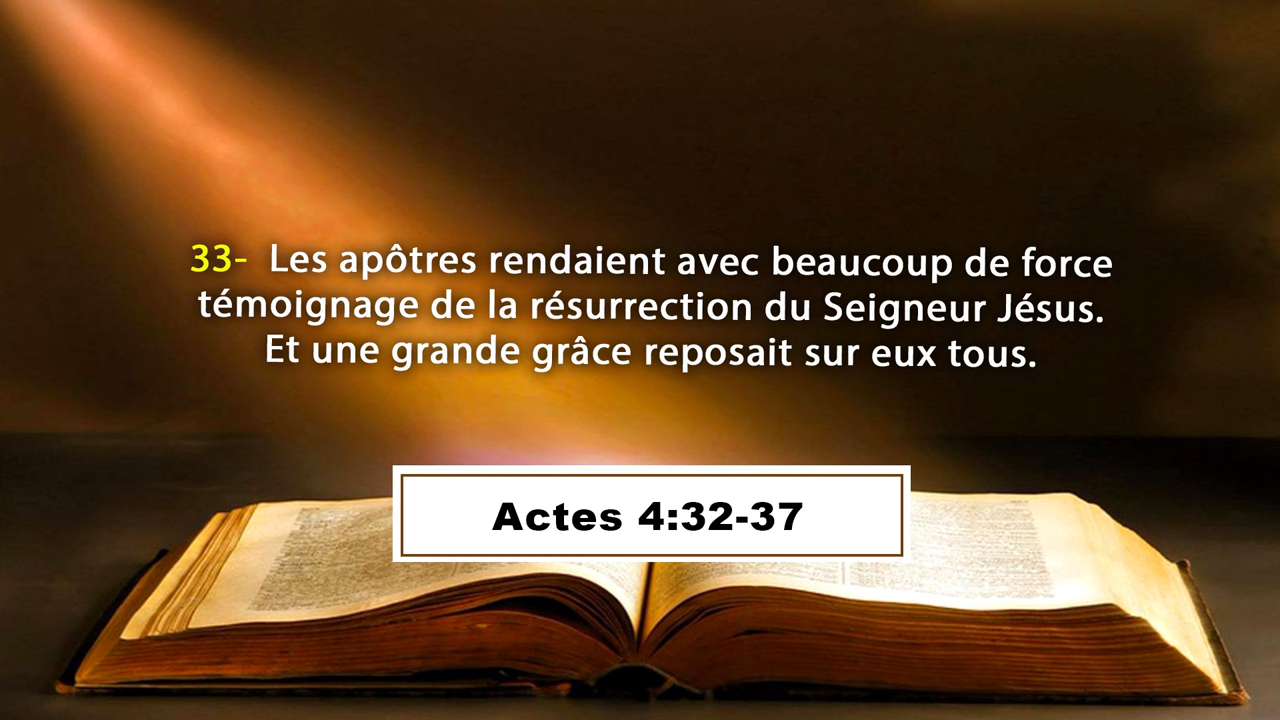 33- Les apôtres rendaient avec beaucoup de force
témoignage de la résurrection du Seigneur Jésus.
Et une grande grâce reposait sur eux tous.
Actes 4:32-37